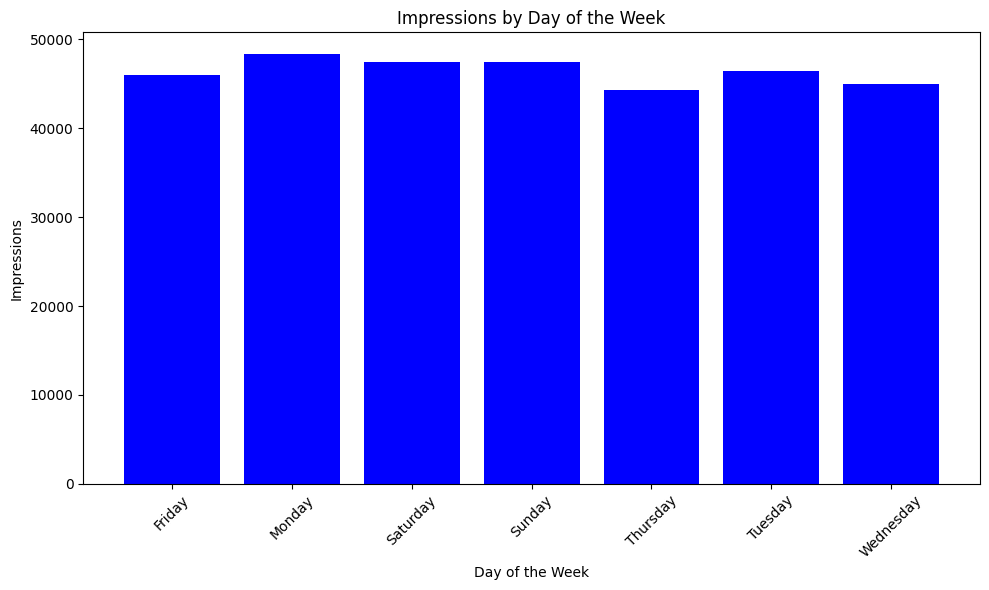 Impressions by Day of the Week
50000
40000
30000
20000
10000
0
Impressions
Friday
Monday
Saturday
Sunday
Thursday
Tuesday
Wednesday
Day of the Week